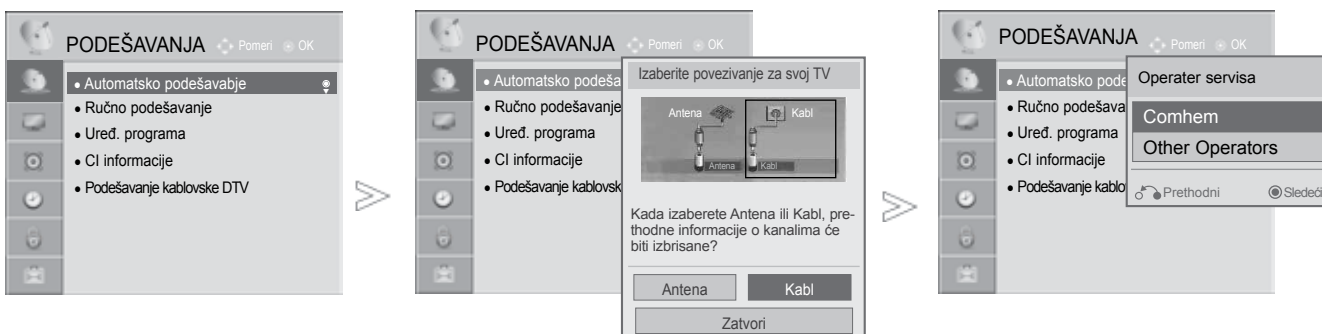 PODEŠAVANJA Pomeri OK
• Automatsko podešavabje
• Ručno podešavanje
• Uređ. programa
• CI informacije
• Podešavanje kablovske DTV
PODEŠAVANJA Pomeri OK
• Automatsko podeša
• Ručno podešavanje
• Uređ. programa
• CI informacije
• Podešavanje kablovsk
Izaberite povezivanje za svoj TV
Antena Kabl
Antena Kabl
Kada izaberete Antena ili Kabl, pre-
thodne informacije o kanalima će
biti izbrisane?
Antena Kabl
Zatvori
PODEŠAVANJA Pomeri OK
• Automatsko pode
• Ručno podešava
• Uređ. programa
• CI informacije
• Podešavanje kablo
Operater servisa
Comhem
Other Operators
Prethodni Sledeći